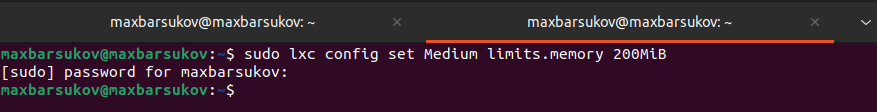 maxbarsukov@maxbarsukov: ~
maxbarsukov@maxbarsukov: ~
maxbarsukov@maxbarsukov:~$ sudo lxc config set Medium limits.memory 200MiB
[sudo] password for maxbarsukov:
maxbarsukov@maxbarsukov:~$